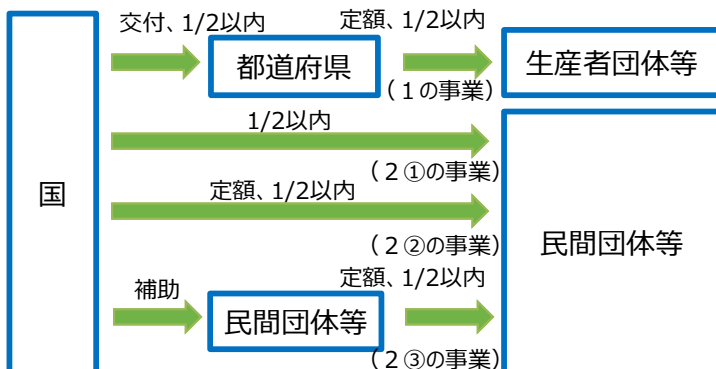 交付、1/2以内
定額、1/2以内
都道府県
生産者団体等
（１の事業）
1/2以内
（２①の事業）
国
定額、1/2以内
（２②の事業）
民間団体等
補助
定額、1/2以内
民間団体等
（２③の事業）